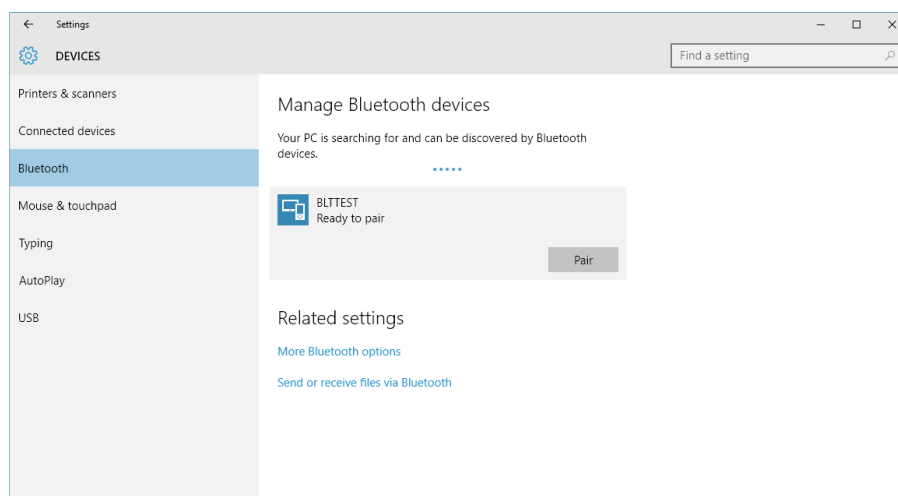 Settings
DEVICES
Find a setting
Printers & scanners
Connected devices
Bluetooth
Mouse & touchpad
Typing
AutoPlay
USB
Manage Bluetooth devices
Your PC is searching for and can be discovered by Bluetooth
devices.
BLTTEST
Ready to pair
Pair
Related settings
More Bluetooth options
Send or receive files via Bluetooth